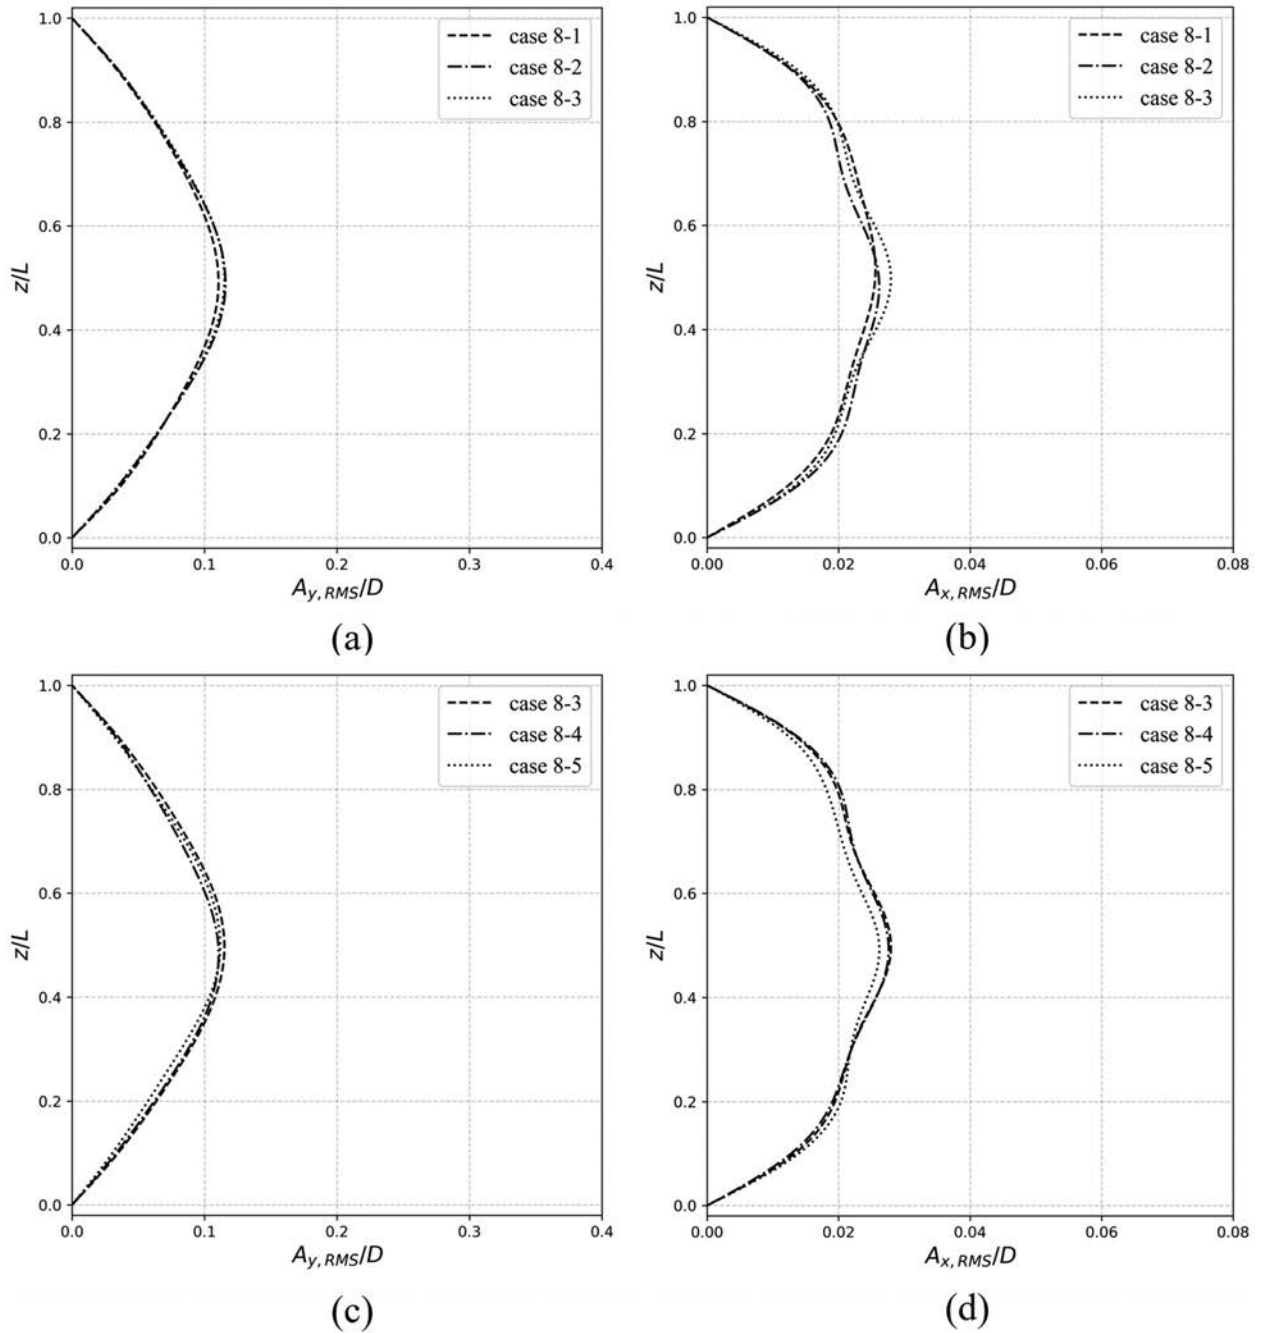 1.0
0.8
0.6
0.4
0.2
0.0
z/L
0.0 0.1 0.2 0.3 0.4
A_{y, RMS}/D
case 8-1
case 8-2
case 8-3
(a)
1.0
0.8
0.6
0.4
0.2
0.0
z/L
0.00 0.02 0.04 0.06 0.08
A_{x, RMS}/D
case 8-1
case 8-2
case 8-3
(b)
1.0
0.8
0.6
0.4
0.2
0.0
z/L
0.0 0.1 0.2 0.3 0.4
A_{y, RMS}/D
case 8-3
case 8-4
case 8-5
(c)
1.0
0.8
0.6
0.4
0.2
0.0
z/L
0.00 0.02 0.04 0.06 0.08
A_{x, RMS}/D
case 8-3
case 8-4
case 8-5
(d)